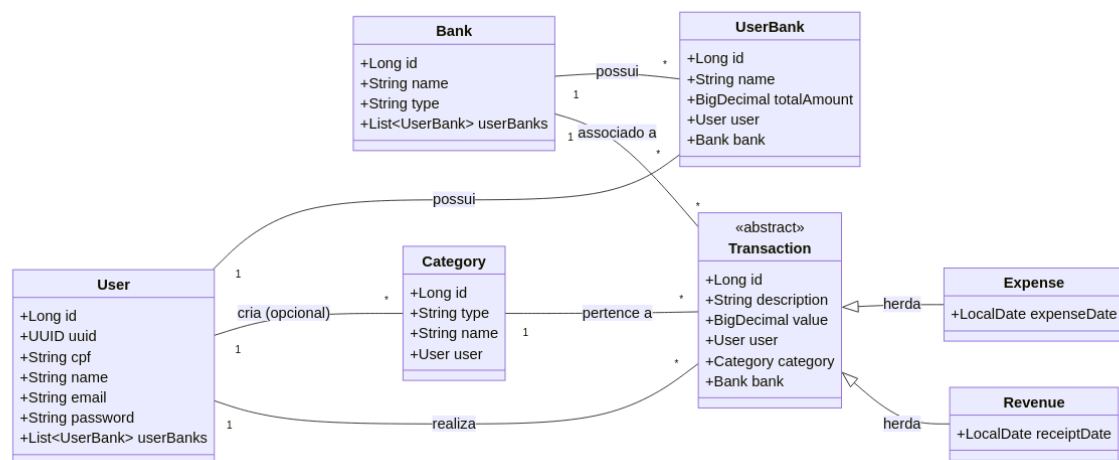 Bank
+Long id
+String name
+String type
+List<UserBank> userBanks
UserBank
+Long id
+String name
+BigDecimal totalAmount
+User user
+Bank bank
possui
*
1
1
associado a
*
*
possui
1
«abstract»
Transaction
+Long id
+String description
+BigDecimal value
+User user
+Category category
+Bank bank
Category
+Long id
+String type
+String name
+User user
User
+Long id
+UUID uuid
+String cpf
+String name
+String email
+String password
+List<UserBank> userBanks
cria (opcional)
*
1
pertence a
*
1
realiza
*
1
Expense
+LocalDate expenseDate
herda
Revenue
+LocalDate receiptDate
herda